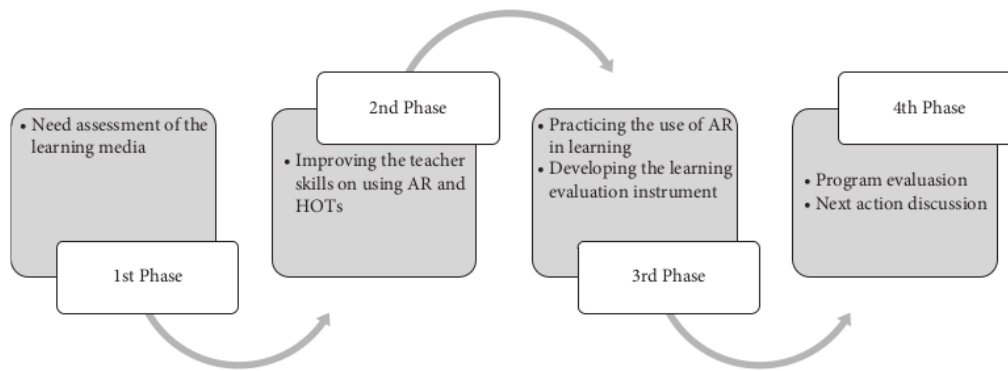 • Need assessment of the
learning media
1st Phase
2nd Phase
• Improving the teacher
skills on using AR and
HOTs
• Practicing the use of AR
in learning
• Developing the learning
evaluation instrument
3rd Phase
4th Phase
• Program evaluasion
• Next action discussion